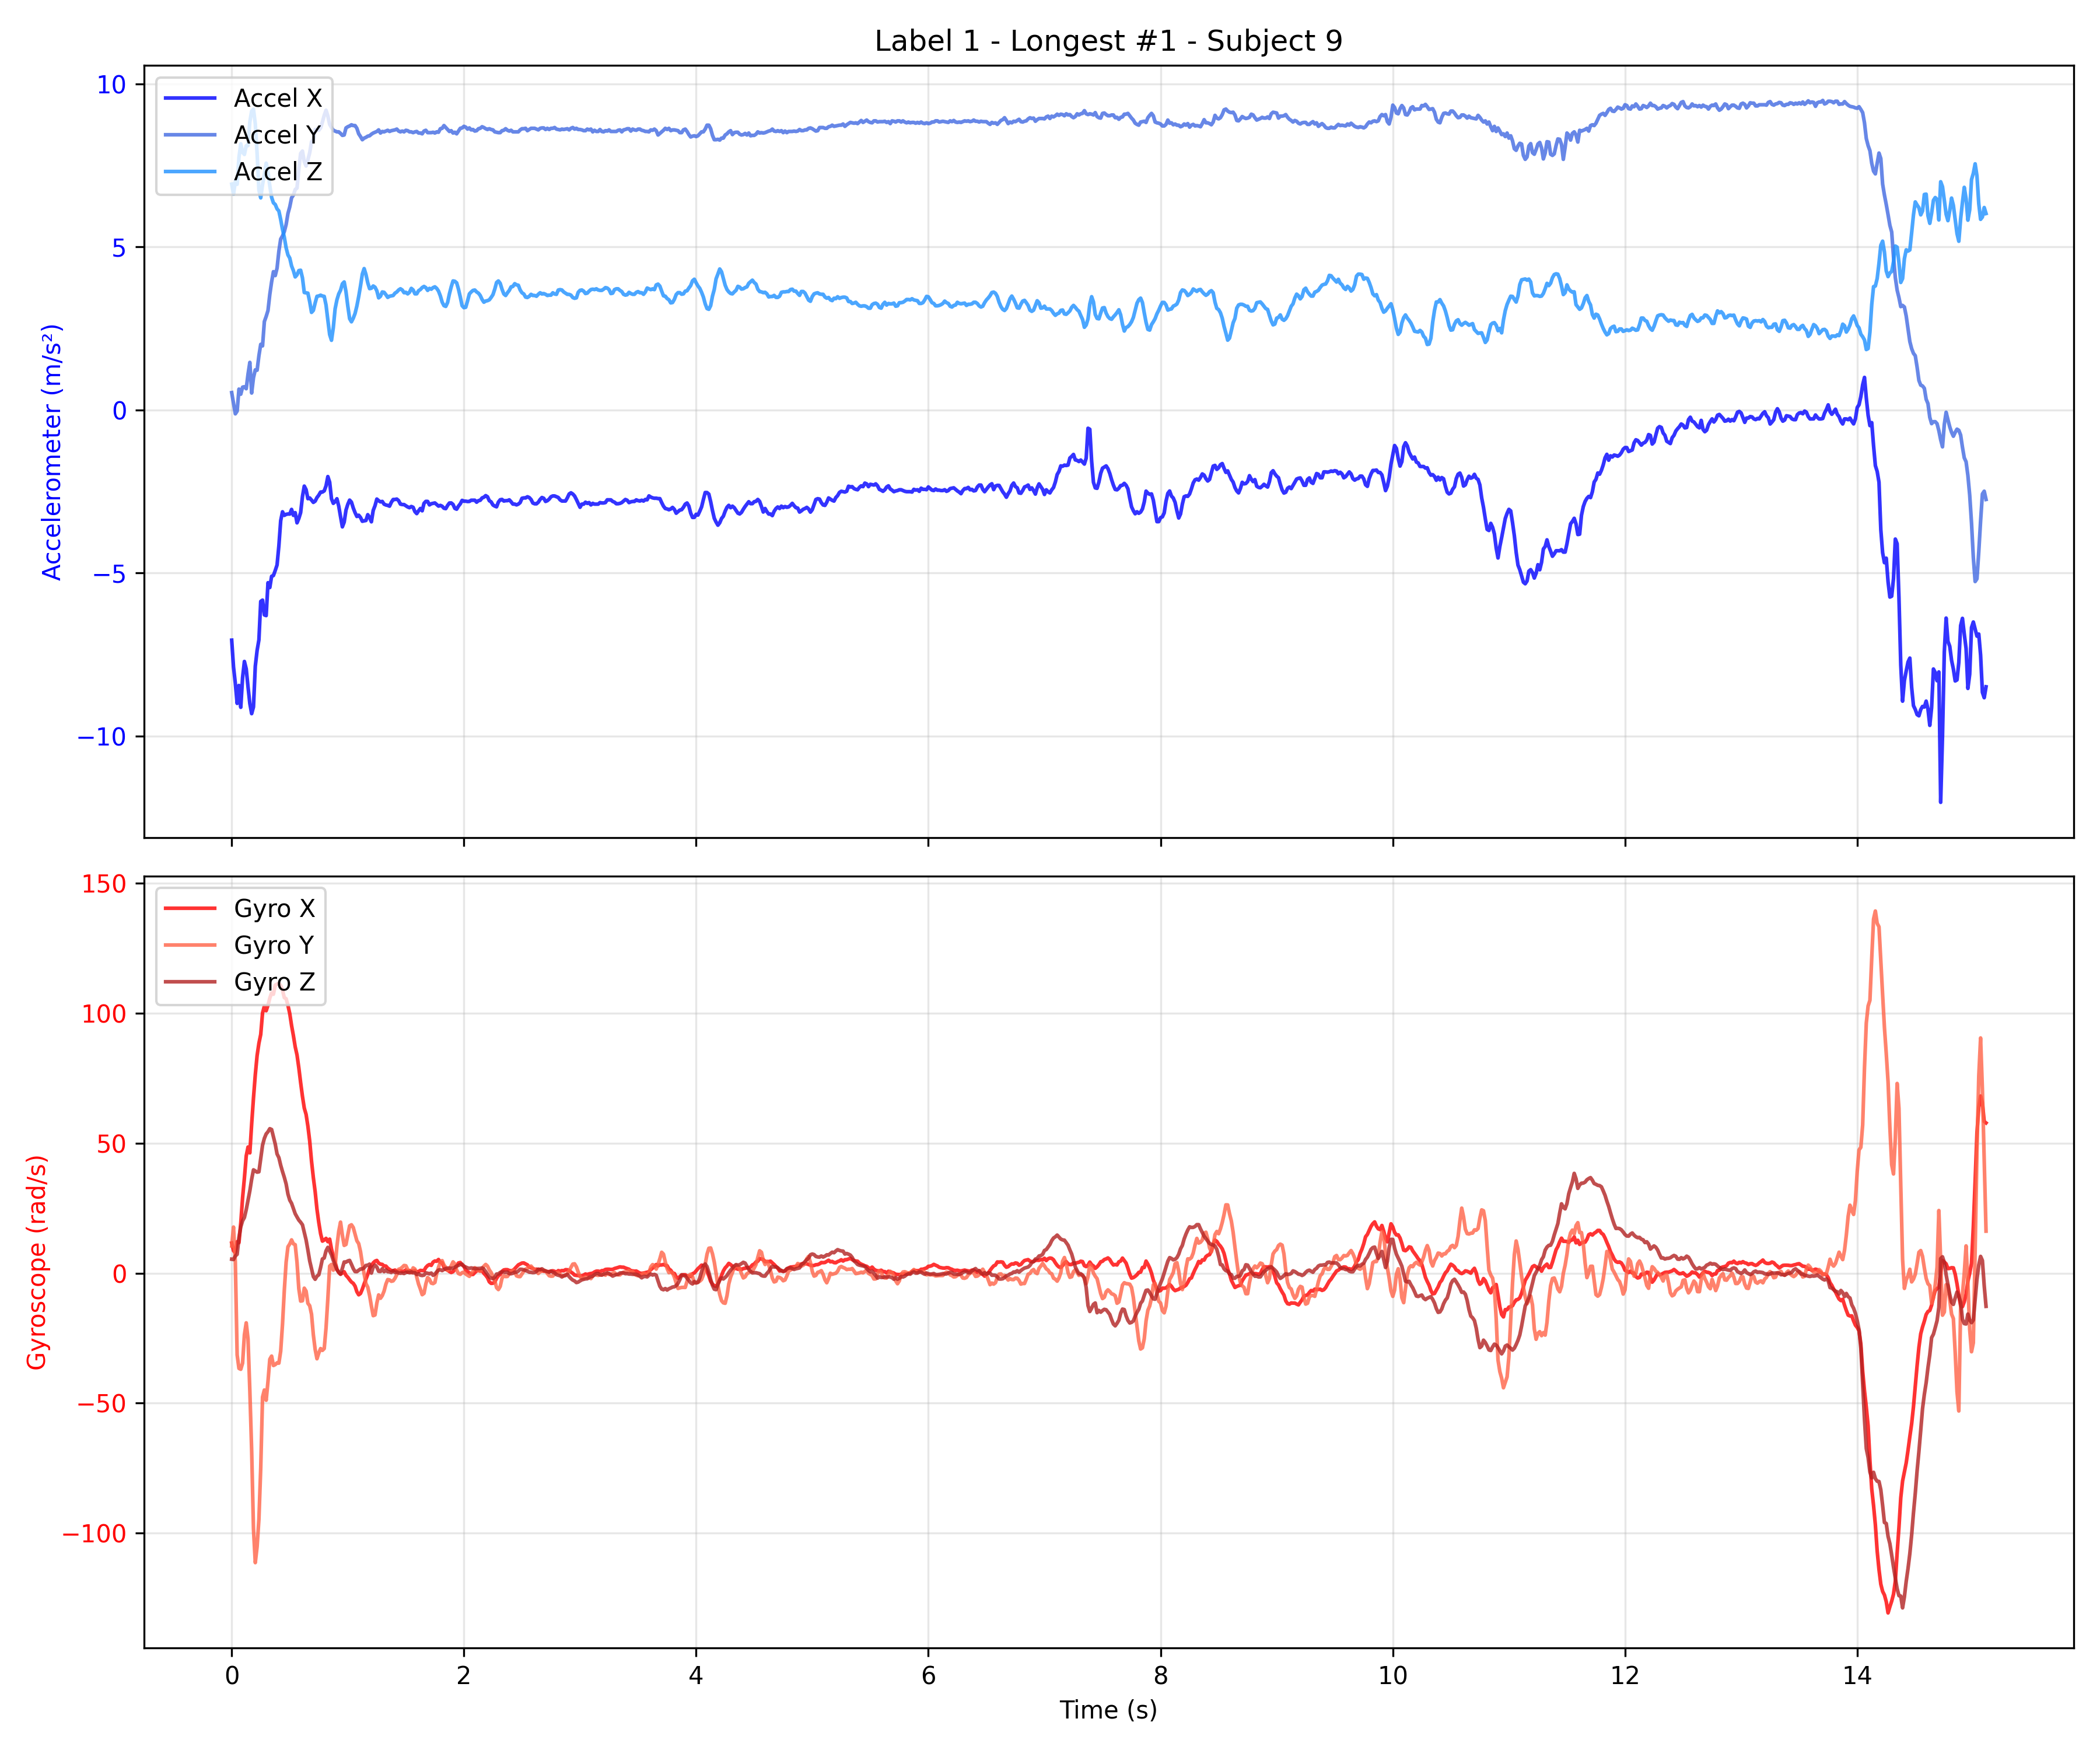 Label 1 - Longest #1 - Subject 9
Accel X
Accel Y
Accel Z
10
5
0
−5
−10
Accelerometer (m/s²)
Gyro X
Gyro Y
Gyro Z
150
100
50
0
−50
−100
Gyroscope (rad/s)
0 2 4 6 8 10 12 14
Time (s)